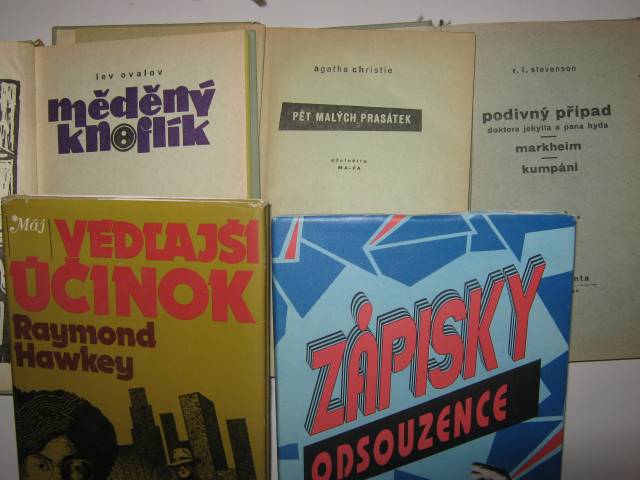 lev ovalov
měděný
knoflík
agatha christie
PĚT MALÝCH PRASÁTEK
přeložila
MA-FA
r. l. stevenson
podivný případ
doktora jekylla a pana hyda
markheim
kumpáni
Máj
VEDĽAJŠÍ
ÚČINOK
Raymond
Hawkey
ZÁPISKY
ODSOUZENCE